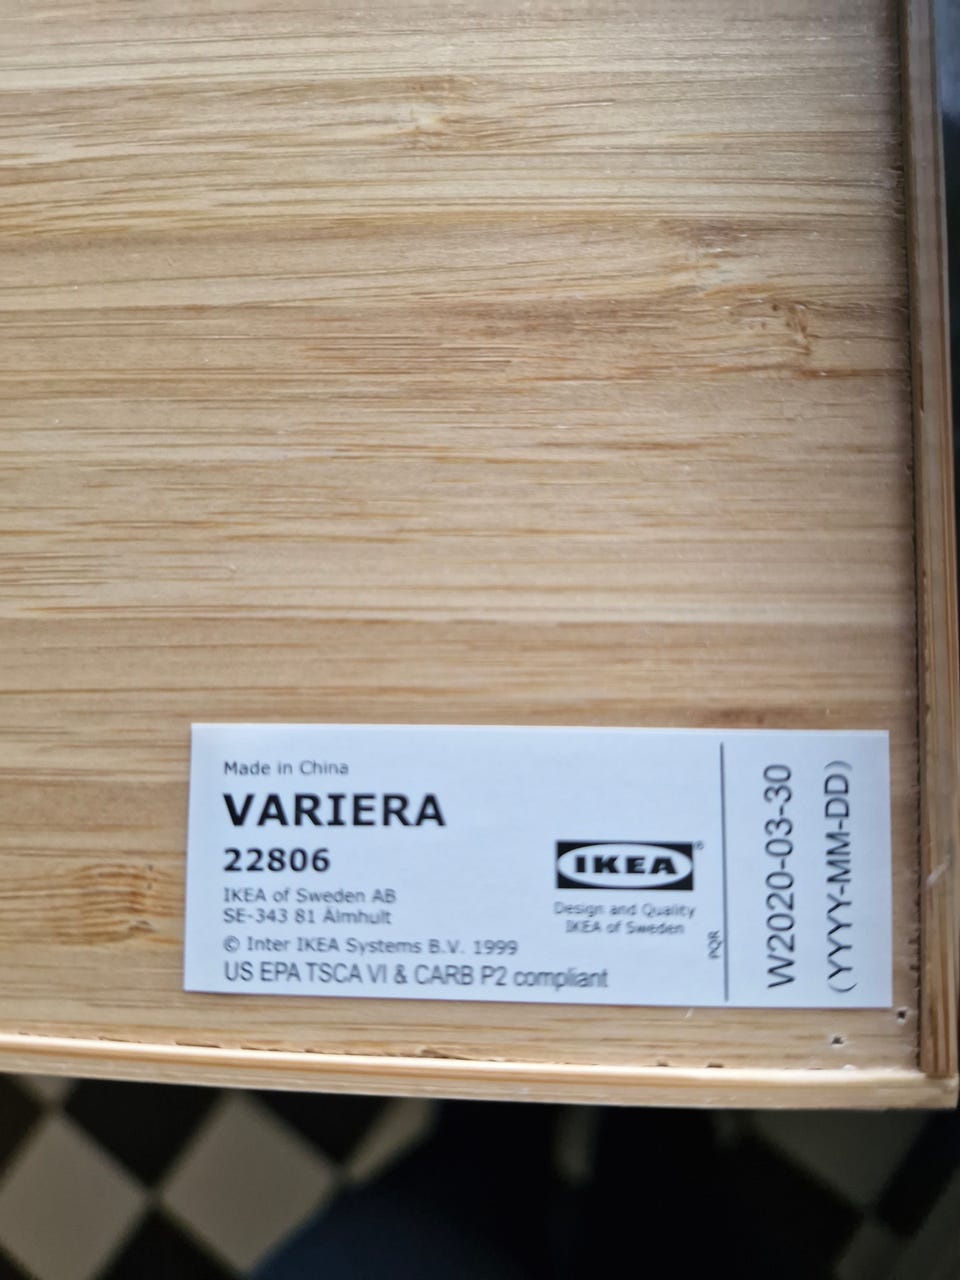 Made in China
VARIERA
22806
IKEA of Sweden AB
SE-343 81 Älmhult
© Inter IKEA Systems B.V. 1999
US EPA TSCA VI & CARB P2 compliant
IKEA®
Design and Quality
IKEA of Sweden
PQR
W2020-03-30
(YYYY-MM-DD)